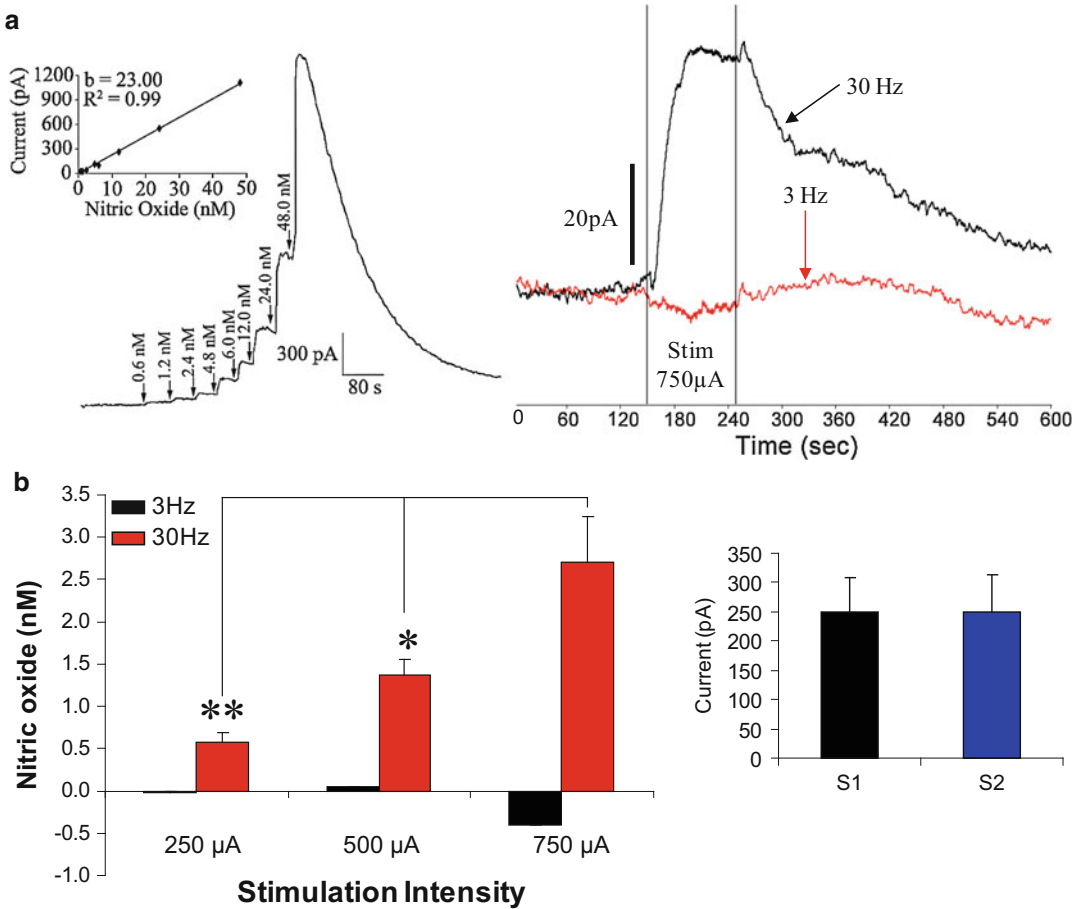 a
1200
900
600
300
0
Current (pA)
b = 23.00
R² = 0.99
0 10 20 30 40 50
Nitric Oxide (nM)
0.6 nM
1.2 nM
2.4 nM
4.8 nM
6.0 nM
12.0 nM
24.0 nM
48.0 nM
300 pA
80 s
20pA
30 Hz
3 Hz
Stim
750µA
0 60 120 180 240 300 360 420 480 540 600
Time (sec)
b
3Hz
30Hz
3.5
3.0
2.5
2.0
1.5
1.0
0.5
0.0
-0.5
-1.0
Nitric oxide (nM)
**
*
250 µA 500 µA 750 µA
Stimulation Intensity
350
300
250
200
150
100
50
0
Current (pA)
S1 S2